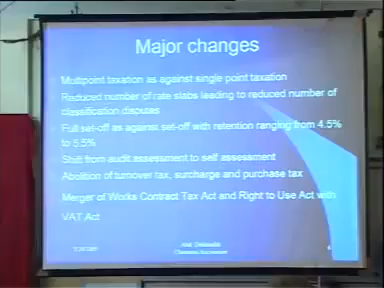 Major changes
Multipoint taxation as against single point taxation
Reduced number of rate slabs leading to reduced number of
classification disputes
Full set-off as against set-off with retention ranging from 4.5%
to 5.5%
Shift from audit assessment to self assessment
Abolition of turnover tax, surcharge and purchase tax
Merger of Works Contract Tax Act and Right to Use Act with
VAT Act
Chartered Accountant